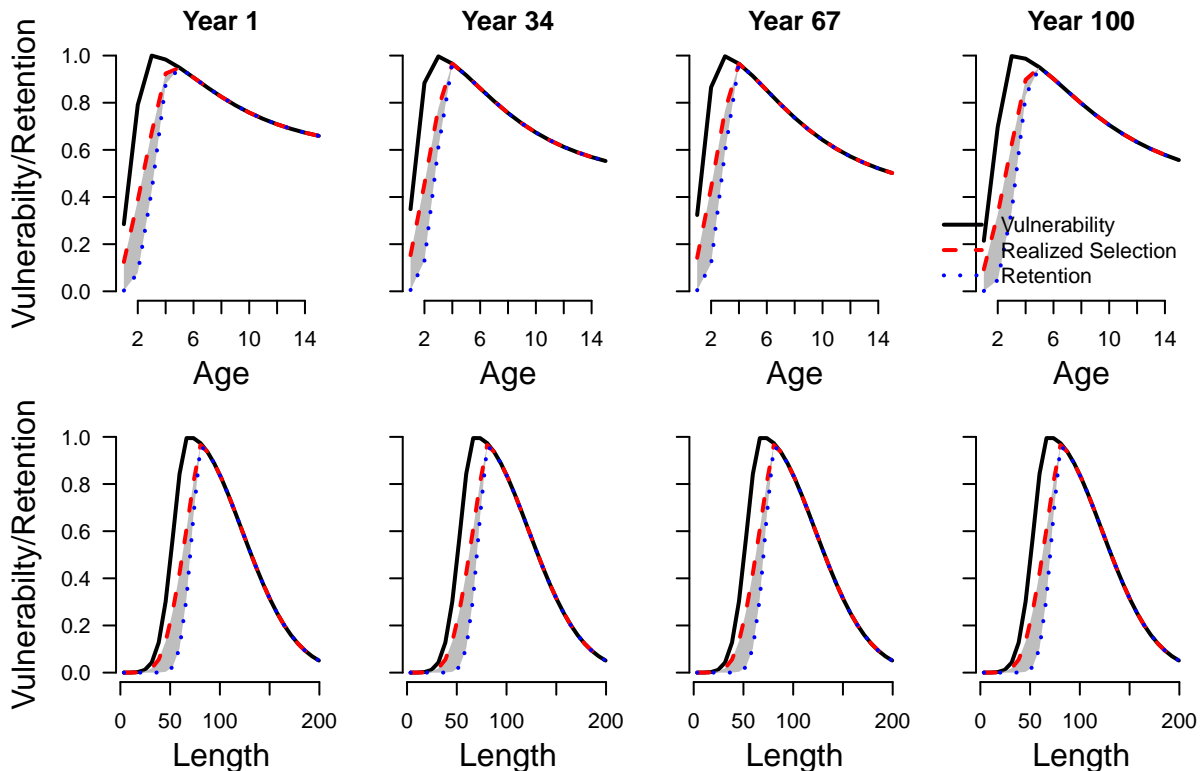 Year 1
Year 34
Year 67
Year 100
Vulnerabilty/Retention
1.0
0.8
0.6
0.4
0.2
0.0
Vulnerability
Realized Selection
Retention
2 6 10 14
2 6 10 14
2 6 10 14
2 6 10 14
Age
Age
Age
Age
Vulnerabilty/Retention
1.0
0.8
0.6
0.4
0.2
0.0
0 50 100 200
0 50 100 200
0 50 100 200
0 50 100 200
Length
Length
Length
Length